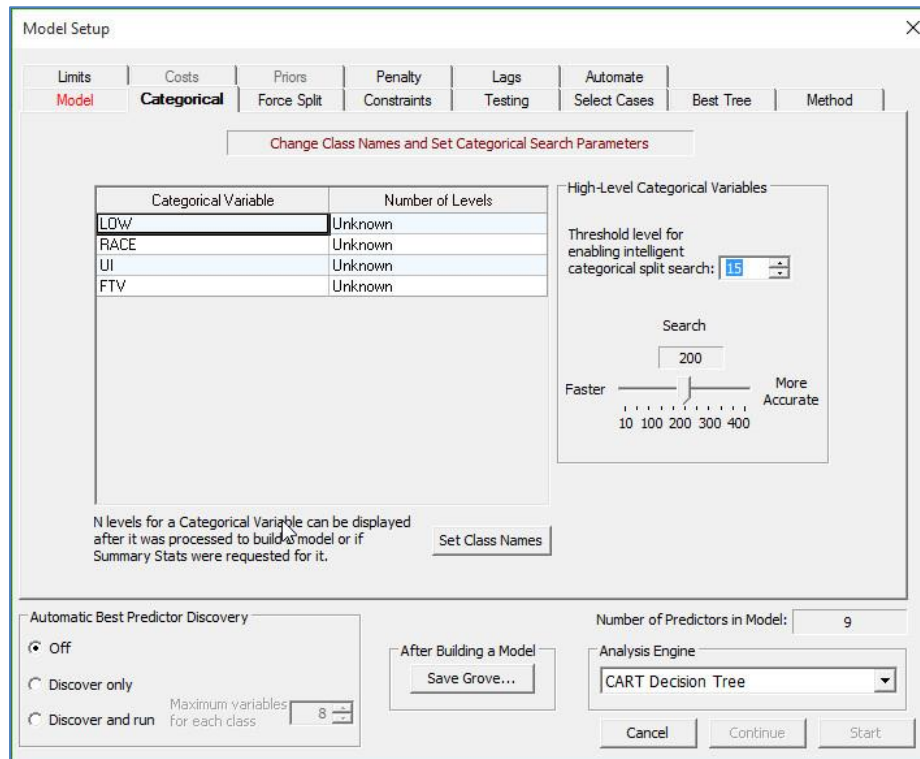 Model Setup
Limits Costs Priors Penalty Lags Automate
Model Categorical Force Split Constraints Testing Select Cases Best Tree Method
Change Class Names and Set Categorical Search Parameters
Categorical Variable Number of Levels
LOW Unknown
RACE Unknown
UI Unknown
FTV Unknown
High-Level Categorical Variables
Threshold level for
enabling intelligent
categorical split search: 15
Search
200
Faster More
Accurate
10 100 200 300 400
N levels for a Categorical Variable can be displayed
after it was processed to build a model or if
Summary Stats were requested for it.
Set Class Names
Automatic Best Predictor Discovery
Off
Discover only
Discover and run
Maximum variables
for each class 8
After Building a Model
Save Grove...
Number of Predictors in Model: 9
Analysis Engine
CART Decision Tree
Cancel Continue Start